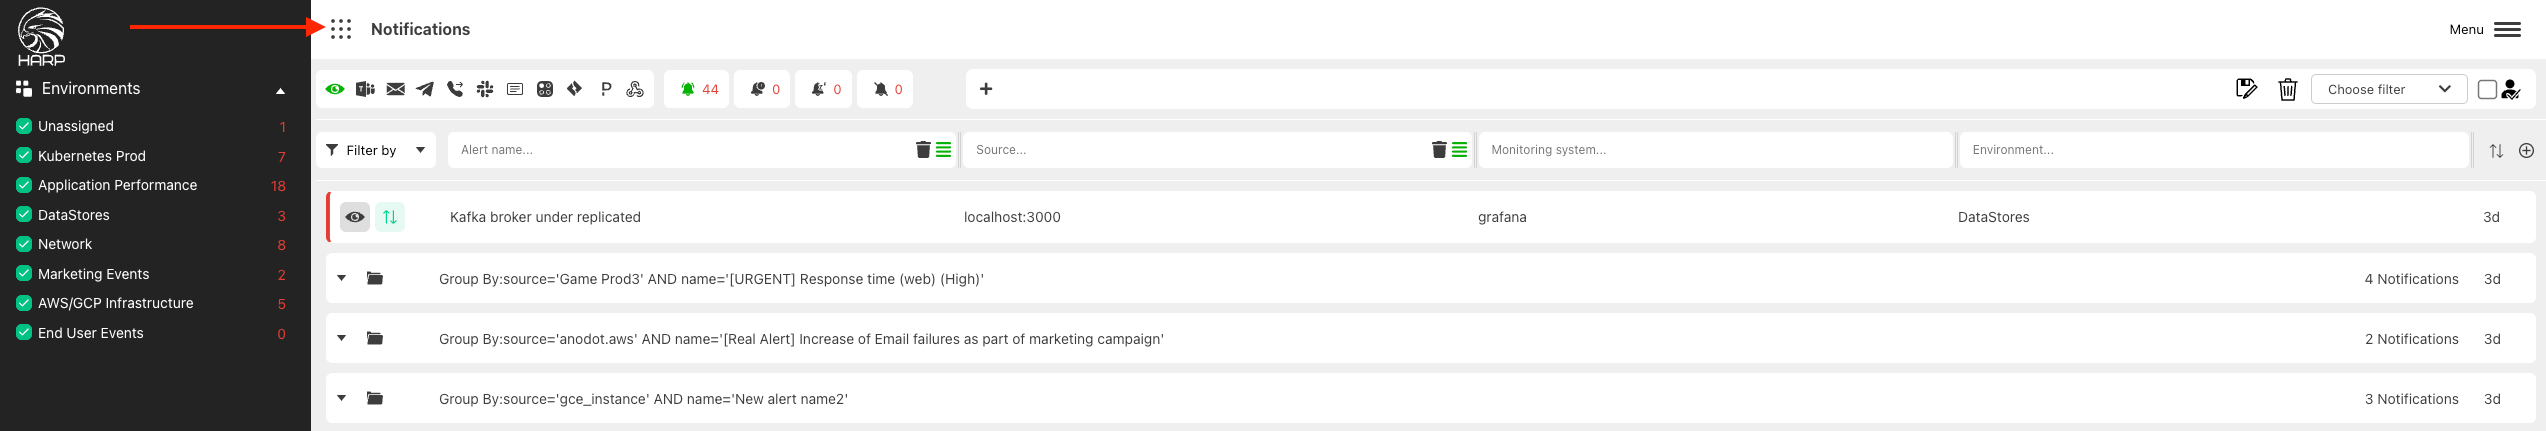 HARP
Notifications
Menu
Environments
44 0 0 0
+
Choose filter
Unassigned 1
Kubernetes Prod 7
Application Performance 18
DataStores 3
Network 8
Marketing Events 2
AWS/GCP Infrastructure 5
End User Events 0
Filter by Alert name... Source... Monitoring system... Environment...
Kafka broker under replicated localhost:3000 grafana DataStores 3d
Group By:source='Game Prod3' AND name='[URGENT] Response time (web) (High)' 4 Notifications 3d
Group By:source='anodot.aws' AND name='[Real Alert] Increase of Email failures as part of marketing campaign' 2 Notifications 3d
Group By:source='gce_instance' AND name='New alert name2' 3 Notifications 3d